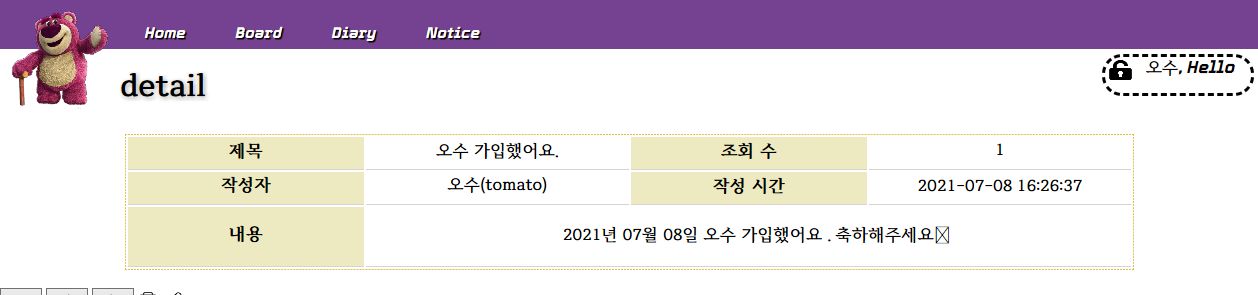 Home Board Diary Notice
오수, Hello
detail
제목 오수 가입했어요. 조회 수 1
작성자 오수(tomato) 작성 시간 2021-07-08 16:26:37
내용 2021년 07월 08일 오수 가입했어요 . 축하해주세요